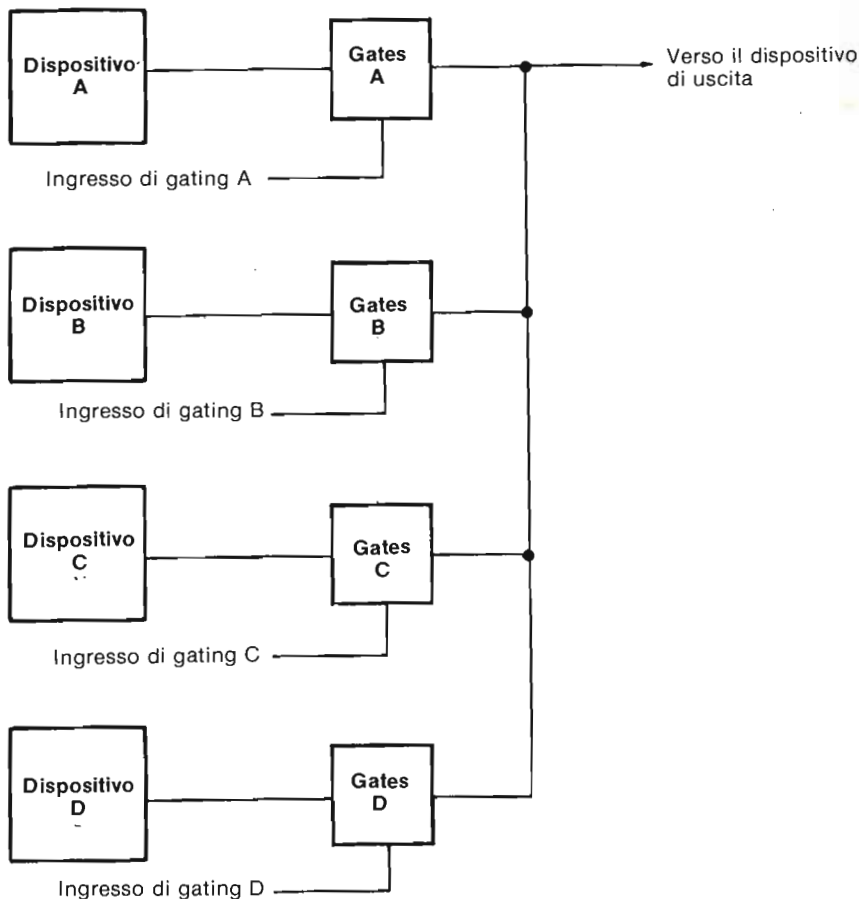 Dispositivo
A
Gates
A
Verso il dispositivo
di uscita
Ingresso di gating A
Dispositivo
B
Gates
B
Ingresso di gating B
Dispositivo
C
Gates
C
Ingresso di gating C
Dispositivo
D
Gates
D
Ingresso di gating D